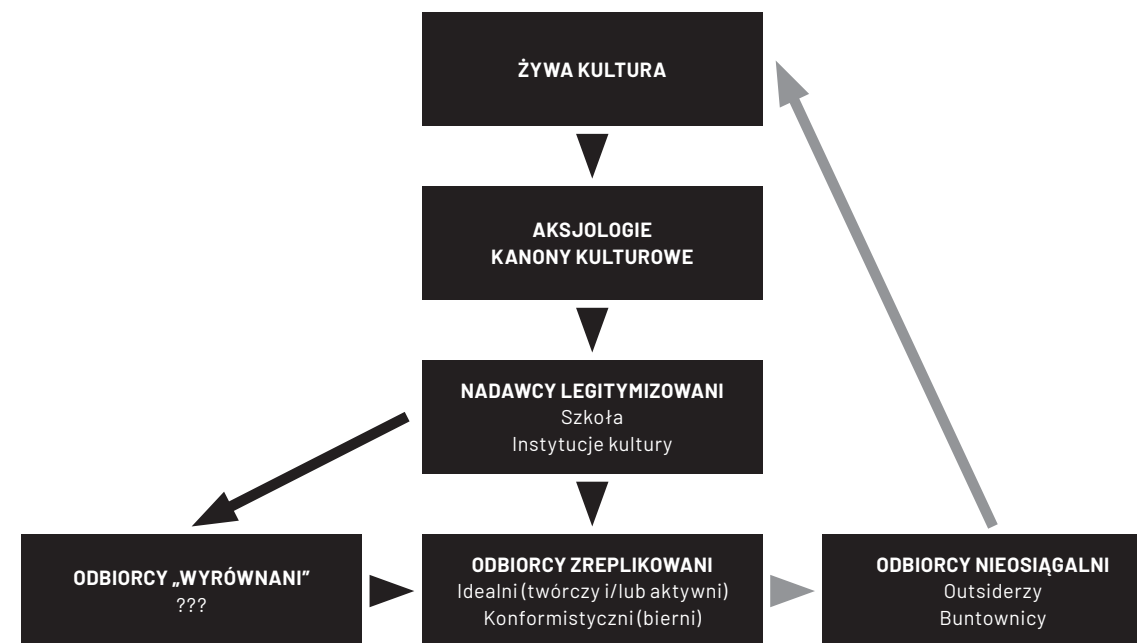 ŻYWA KULTURA
AKSJOLOGIE
KANONY KULTUROWE
NADAWCY LEGITYMIZOWANI
Szkoła
Instytucje kultury
ODBIORCY „WYRÓWNANI”
???
ODBIORCY ZREPLIKOWANI
Idealni (twórczy i/lub aktywni)
Konformistyczni (bierni)
ODBIORCY NIEOSIĄGALNI
Outsiderzy
Buntownicy